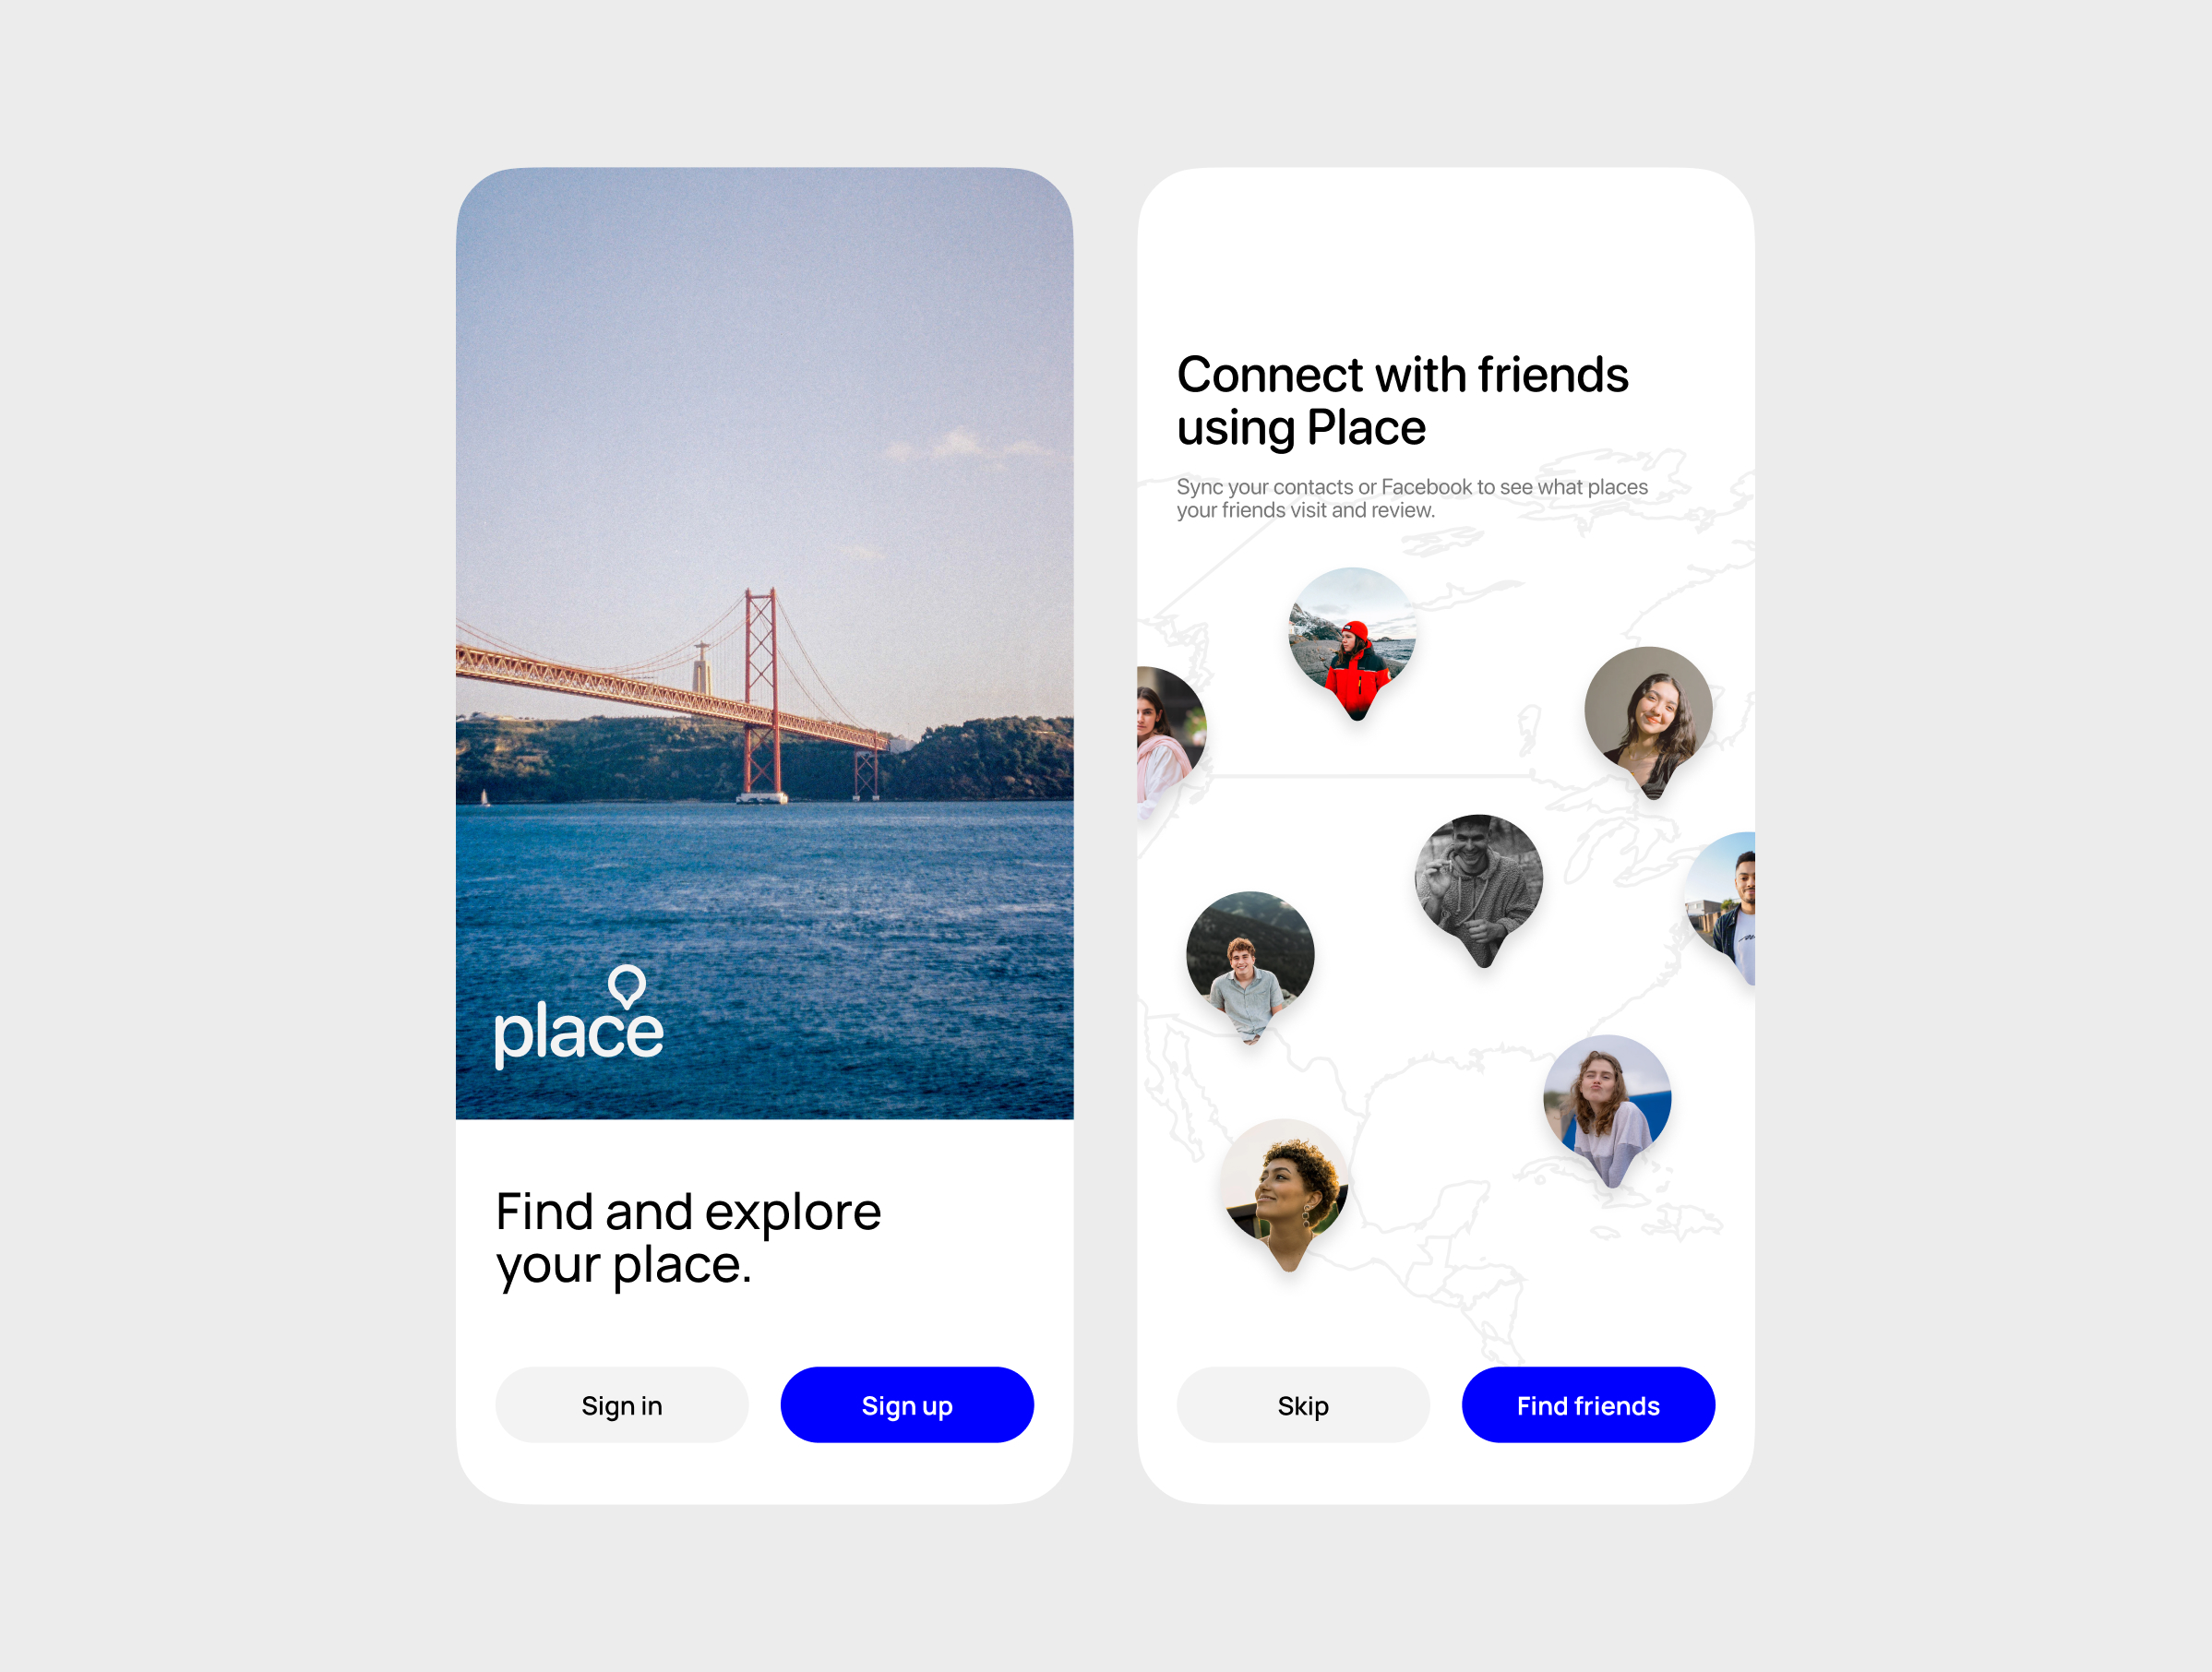 place
Find and explore
your place.
Sign in
Sign up
Connect with friends
using Place
Sync your contacts or Facebook to see what places
your friends visit and review.
Skip
Find friends